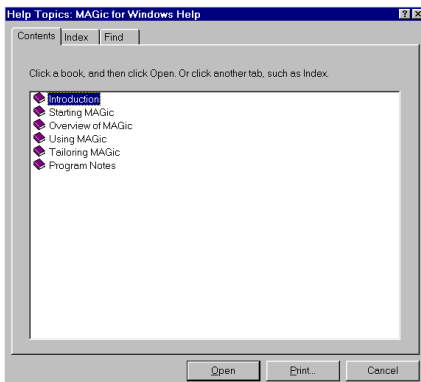 Help Topics: MAGic for Windows Help
Contents Index Find
Click a book, and then click Open. Or click another tab, such as Index.
Introduction
Starting MAGic
Overview of MAGic
Using MAGic
Tailoring MAGic
Program Notes
Open Print... Cancel